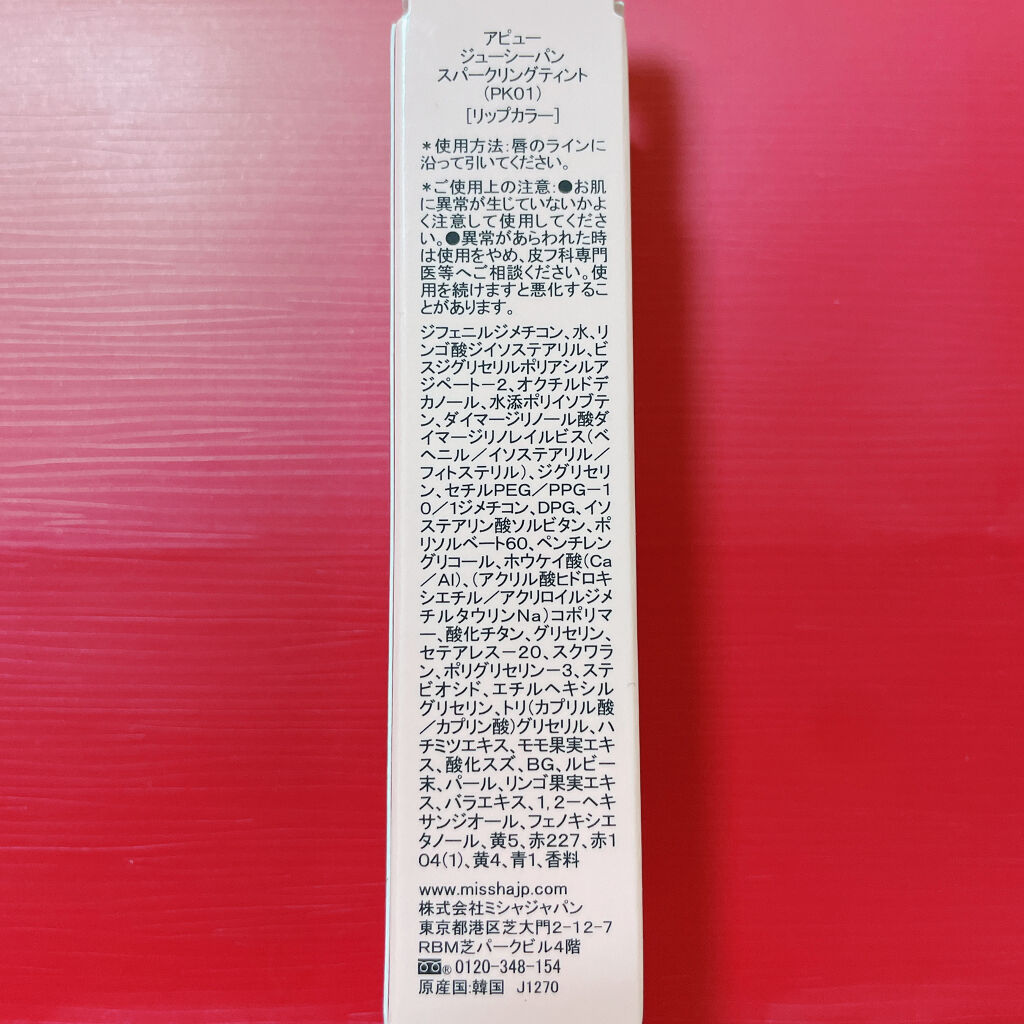 アピュー
ジューシーパン
スパークリングティント
(PK01)
[リップカラー]
＊使用方法:唇のラインに
沿って引いてください。
＊ご使用上の注意:●お肌
に異常が生じていないかよ
く注意して使用してくださ
い。●異常があらわれた時
は使用をやめ、皮フ科専門
医等へご相談ください。使
用を続けますと悪化するこ
とがあります。
ジフェニルジメチコン、水、リ
ンゴ酸ジイソステアリル、ビ
スジグリセリルポリアシルア
ジペート－2、オクチルドデ
カノール、水添ポリイソブテ
ン、ダイマージリノール酸ダ
イマージリノレイルビス(ベ
ヘニル／イソステアリル／
フィトステリル)、ジグリセリ
ン、セチルPEG／PPG－1
0／1ジメチコン、DPG、イソ
ステアリン酸ソルビタン、ポ
リソルベート60、ペンチレン
グリコール、ホウケイ酸(Ca
／Al)、(アクリル酸ヒドロキ
シエチル／アクリロイルジメ
チルタウリンNa)コポリマ
ー、酸化チタン、グリセリン、
セテアレス－20、スクワラ
ン、ポリグリセリン－3、ステ
ビオシド、エチルヘキシル
グリセリン、トリ(カプリル酸
／カプリン酸)グリセリル、ハ
チミツエキス、モモ果実エキ
ス、酸化スズ、BG、ルビー
末、パール、リンゴ果実エキ
ス、バラエキス、1,2－ヘキ
サンジオール、フェノキシエ
タノール、黄5、赤227、赤1
04(1)、黄4、青1、香料
www.misshajp.com
株式会社ミシャジャパン
東京都港区芝大門2-12-7
RBM芝パークビル4階
® 0120-348-154
原産国:韓国 J1270